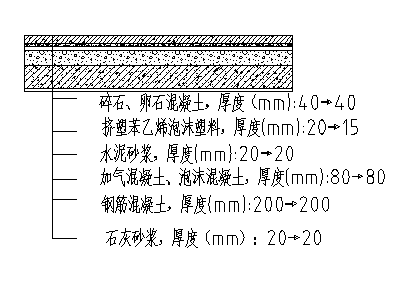 碎石、卵石混凝土，厚度（mm）:40→40
挤塑苯乙烯泡沫塑料，厚度(mm):20→15
水泥砂浆，厚度(mm):20→20
加气混凝土、泡沫混凝土，厚度(mm):80→80
钢筋混凝土，厚度(mm):200→200
石灰砂浆，厚度（mm）：20→20